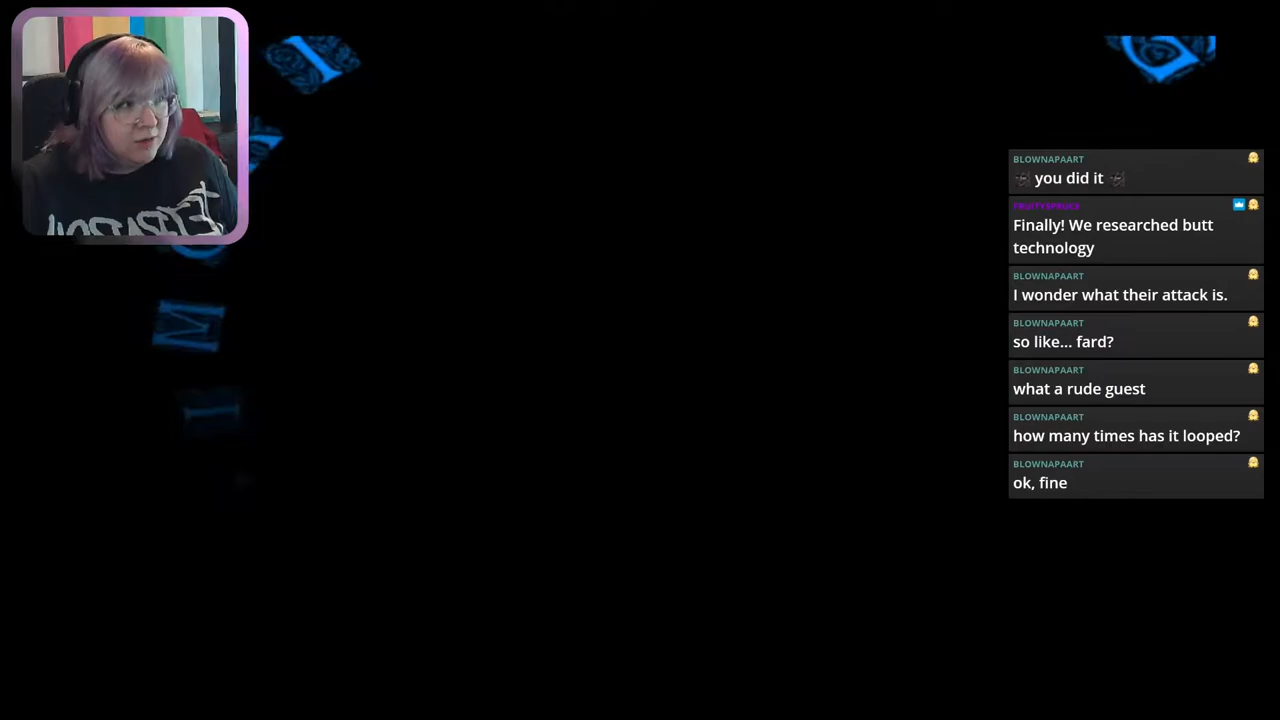 BLOWNAPAART
you did it
FRUITYSPRUCE
Finally! We researched butt
technology
BLOWNAPAART
I wonder what their attack is.
BLOWNAPAART
so like... fard?
BLOWNAPAART
what a rude guest
BLOWNAPAART
how many times has it looped?
BLOWNAPAART
ok, fine